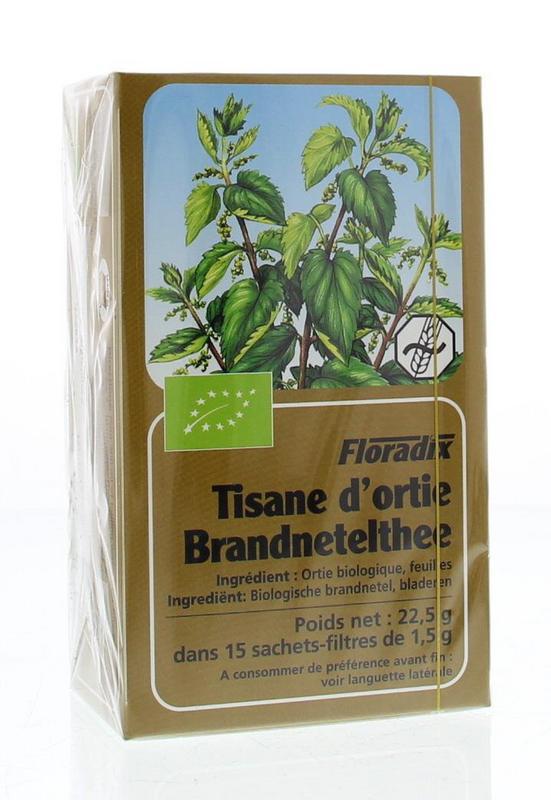 Floradix
Tisane d'ortie
Brandnetelthee
Ingrédient : Ortie biologique, feuilles
Ingrediënt: Biologische brandnetel, bladeren
Poids net : 22,5 g
dans 15 sachets-filtres de 1,5 g
A consommer de préférence avant fin :
voir languette latérale